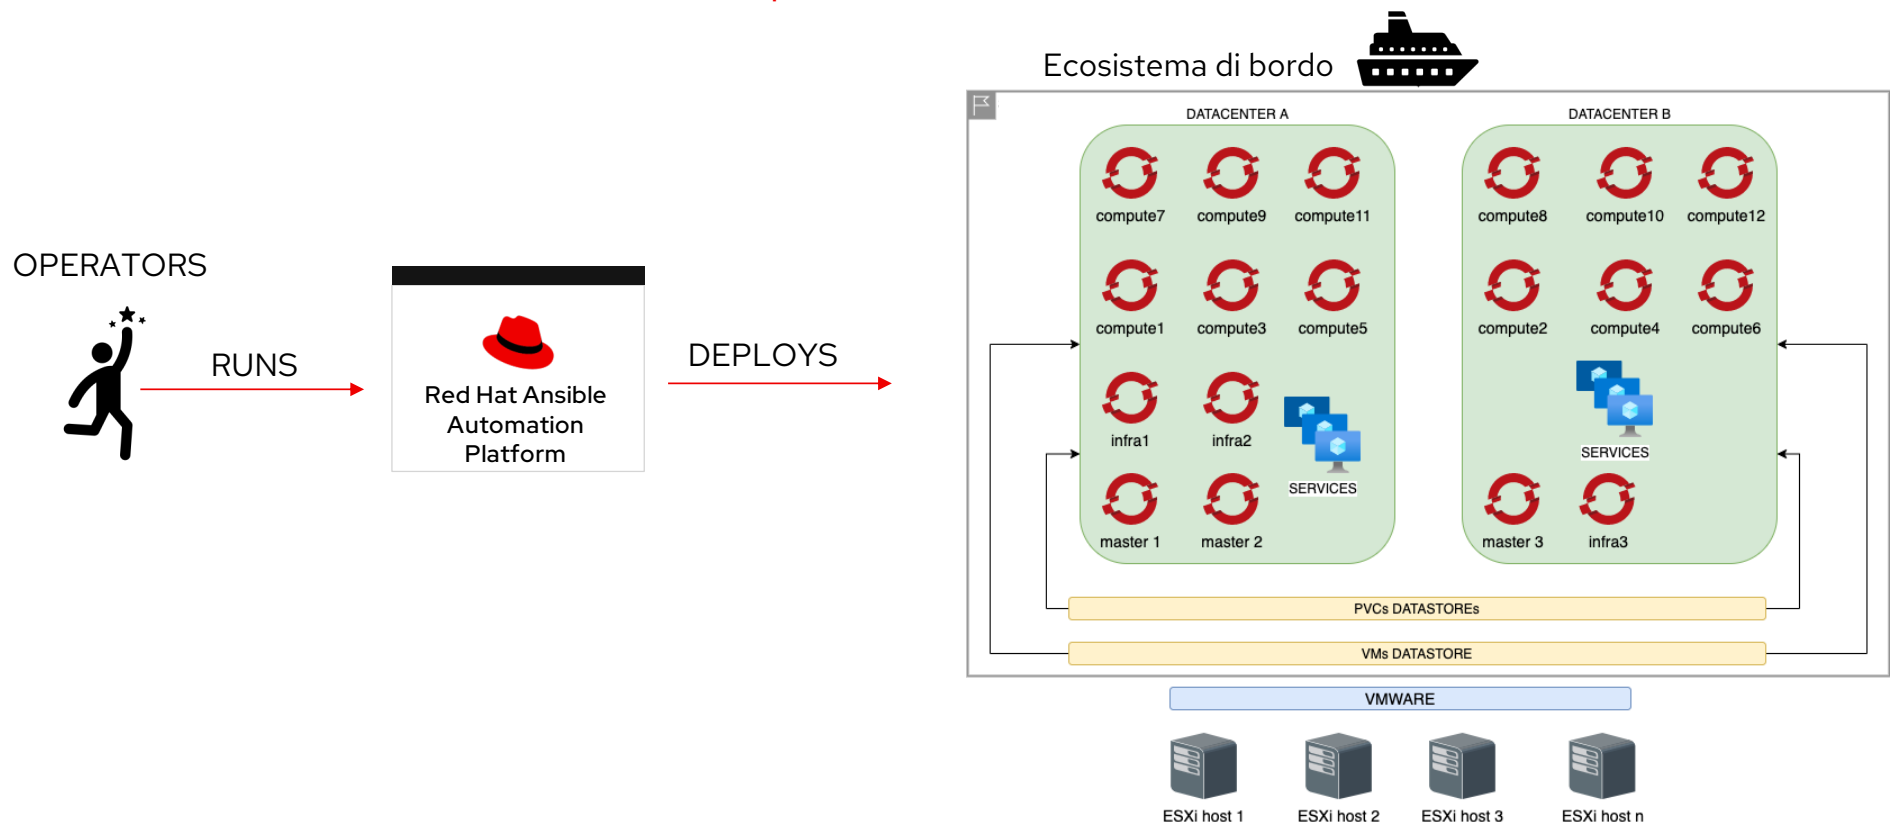 Ecosistema di bordo
OPERATORS
RUNS
Red Hat Ansible
Automation
Platform
DEPLOYS
DATACENTER A
DATACENTER B
compute7
compute9
compute11
compute8
compute10
compute12
compute1
compute3
compute5
compute2
compute4
compute6
infra1
infra2
SERVICES
SERVICES
master 1
master 2
master 3
infra3
PVCs DATASTOREs
VMs DATASTORE
VMWARE
ESXi host 1
ESXi host 2
ESXi host 3
ESXi host n